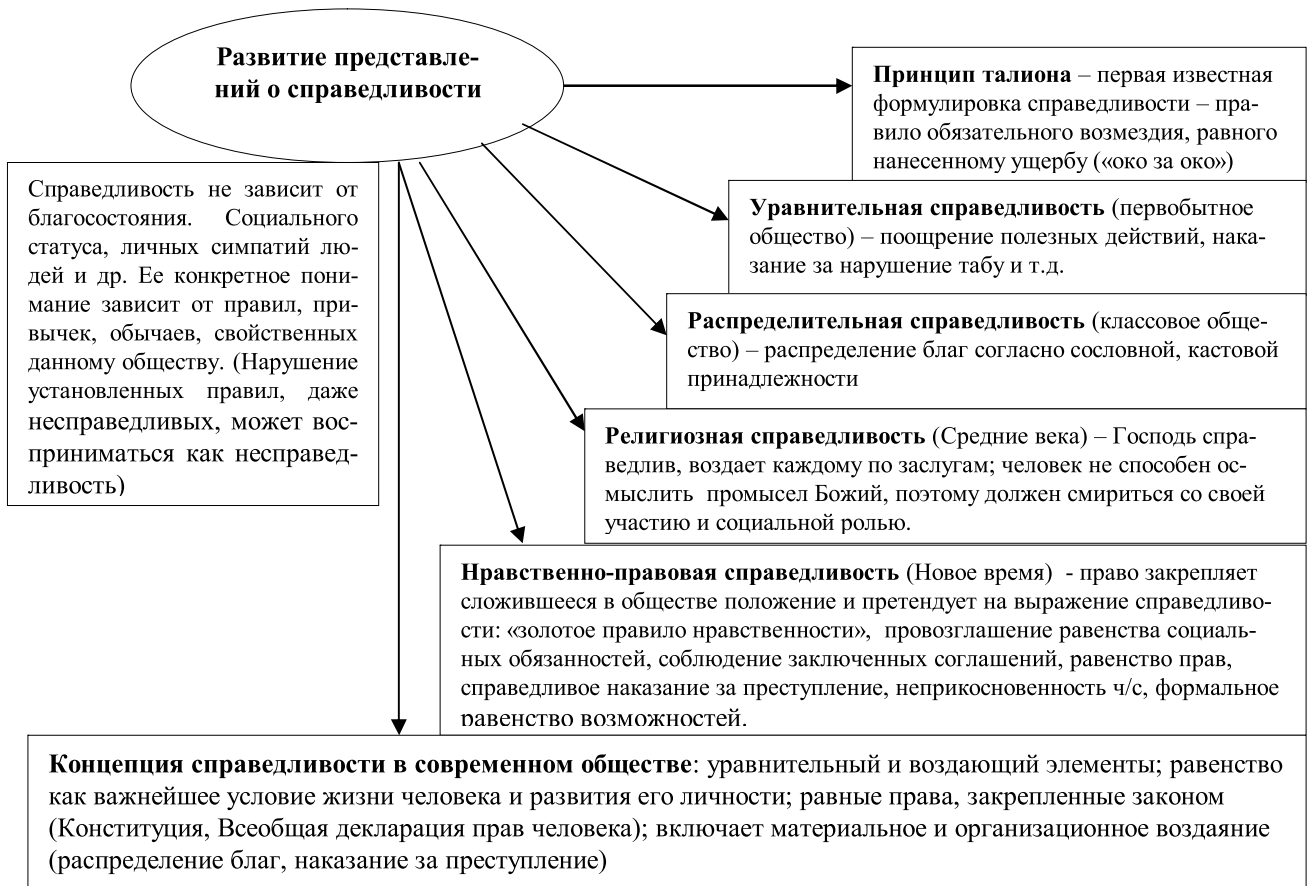 Развитие представле-
ний о справедливости
Принцип талиона – первая известная
формулировка справедливости – пра-
вило обязательного возмездия, равного
нанесенному ущербу («око за око»)
Справедливость не зависит от
благосостояния. Социального
статуса, личных симпатий лю-
дей и др. Ее конкретное пони-
мание зависит от правил, при-
вычек, обычаев, свойственных
данному обществу. (Нарушение
установленных правил, даже
несправедливых, может вос-
приниматься как несправед-
ливость)
Уравнительная справедливость (первобытное
общество) – поощрение полезных действий, нака-
зание за нарушение табу и т.д.
Распределительная справедливость (классовое обще-
ство) – распределение благ согласно сословной, кастовой
принадлежности
Религиозная справедливость (Средние века) – Господь спра-
ведлив, воздает каждому по заслугам; человек не способен ос-
мыслить промысел Божий, поэтому должен смириться со своей
участию и социальной ролью.
Нравственно-правовая справедливость (Новое время) - право закрепляет
сложившееся в обществе положение и претендует на выражение справедливо-
сти: «золотое правило нравственности», провозглашение равенства социаль-
ных обязанностей, соблюдение заключенных соглашений, равенство прав,
справедливое наказание за преступление, неприкосновенность ч/с, формальное
равенство возможностей.
Концепция справедливости в современном обществе: уравнительный и воздающий элементы; равенство
как важнейшее условие жизни человека и развития его личности; равные права, закрепленные законом
(Конституция, Всеобщая декларация прав человека); включает материальное и организационное воздаяние
(распределение благ, наказание за преступление)